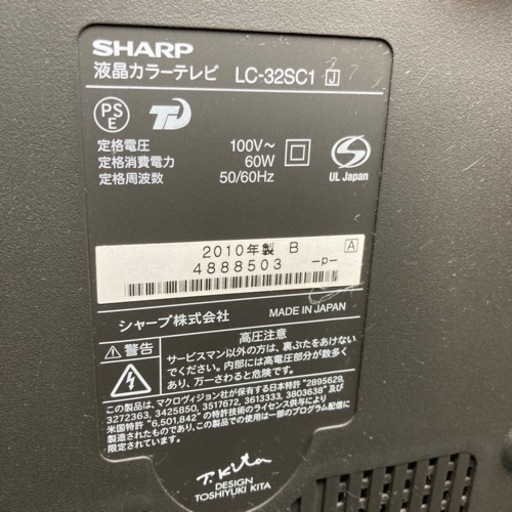 SHARP
液晶カラーテレビ LC-32SC1 J
PS
E
定格電圧 100V～
定格消費電力 60W
定格周波数 50/60Hz
S
UL Japan
2010年製 B A
4888503 -p-
シャープ株式会社 MADE IN JAPAN
高圧注意
⚠警告 サービスマン以外の方は、裏ぶたをあけない
でください。内部には高電圧部分が数多く
あり、万一さわると危険です。
この製品は、マクロヴィジョン社が保有する日本特許 "2895629,
3272363, 3425850, 3517672, 3613333, 3803638" 及び
米国特許 "6,501,842" の特許技術のライセンス供与により
製造されたものであり、この製品での使用は一部のプログラム配信に
限定されています。
T. Kita
DESIGN
TOSHIYUKI KITA